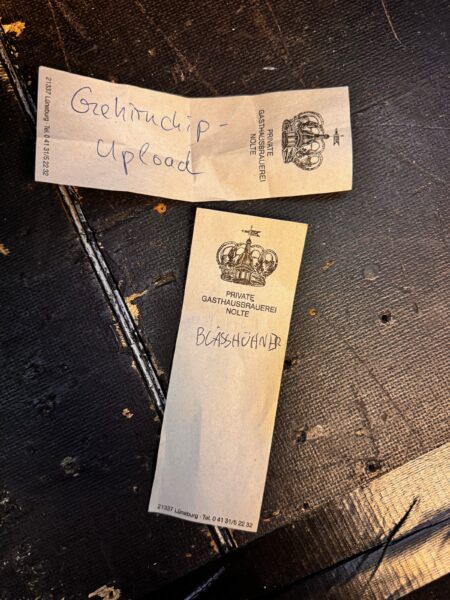 Gehirnchip-
Upload
PRIVATE
GASTHAUSBRAUEREI
NOLTE
21337 Lüneburg · Tel. 0 41 31/5 22 32
PRIVATE
GASTHAUSBRAUEREI
NOLTE
BLÄSSHÜHNER
21337 Lüneburg · Tel. 0 41 31/5 22 32